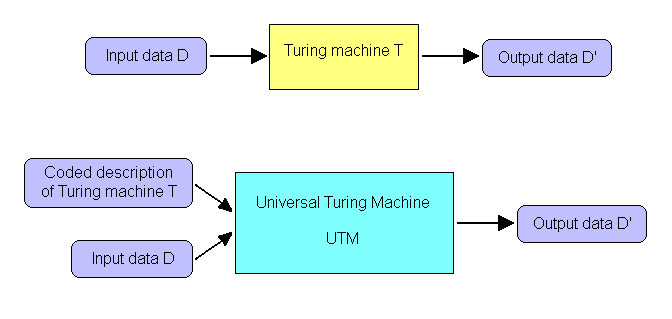 Input data D
Turing machine T
Output data D'
Coded description
of Turing machine T
Input data D
Universal Turing Machine
UTM
Output data D'